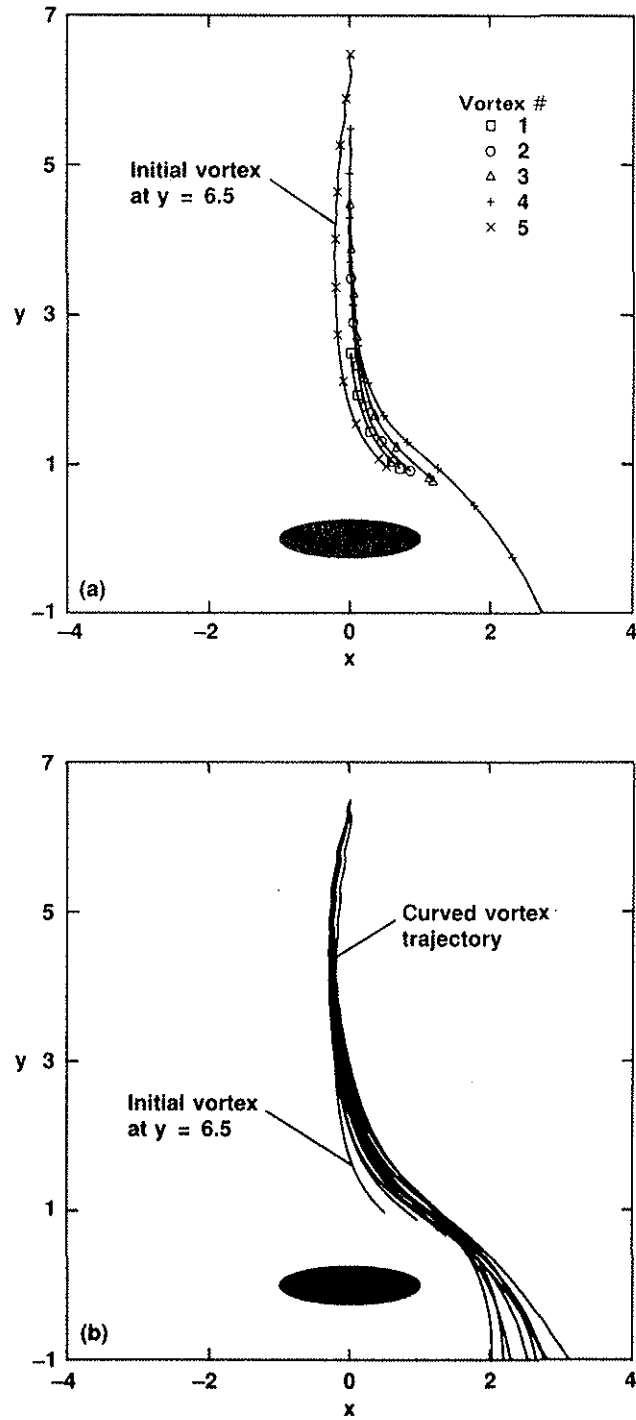 7
5
3
1
−1
y
Vortex #
1
2
3
4
5
Initial vortex
at y = 6.5
(a)
−4
−2
0
2
4
x
7
5
3
1
−1
y
Curved vortex
trajectory
Initial vortex
at y = 6.5
(b)
−4
−2
0
2
4
x